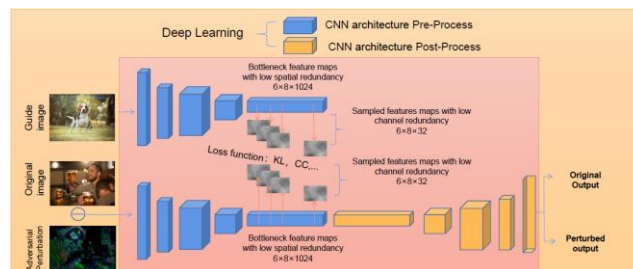 Deep Learning
CNN architecture Pre-Process
CNN architecture Post-Process
Bottleneck feature maps
with low spatial redundancy
6×8×1024
Guide
image
Sampled features maps with low
channel redundancy
6×8×32
Loss function: KL, CC,...
Original
image
Sampled features maps with low
channel redundancy
6×8×32
Original
Output
Adversarial
Perturbation
Bottleneck feature maps
with low spatial redundancy
6×8×1024
Perturbed
output